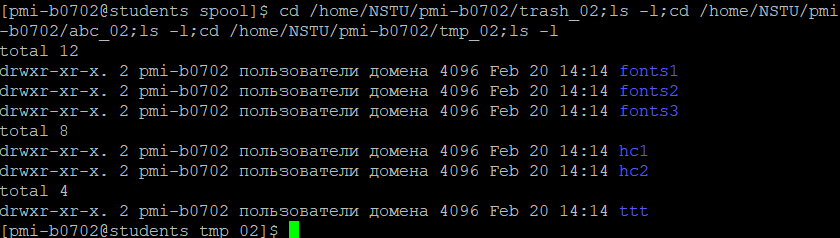 [pmi-b0702@students spool]$ cd /home/NSTU/pmi-b0702/trash_02;ls -l;cd /home/NSTU/pmi
-b0702/abc_02;ls -l;cd /home/NSTU/pmi-b0702/tmp_02;ls -l
total 12
drwxr-xr-x. 2 pmi-b0702 пользователи домена 4096 Feb 20 14:14 fonts1
drwxr-xr-x. 2 pmi-b0702 пользователи домена 4096 Feb 20 14:14 fonts2
drwxr-xr-x. 2 pmi-b0702 пользователи домена 4096 Feb 20 14:14 fonts3
total 8
drwxr-xr-x. 2 pmi-b0702 пользователи домена 4096 Feb 20 14:14 hc1
drwxr-xr-x. 2 pmi-b0702 пользователи домена 4096 Feb 20 14:14 hc2
total 4
drwxr-xr-x. 2 pmi-b0702 пользователи домена 4096 Feb 20 14:14 ttt
[pmi-b0702@students tmp_02]$